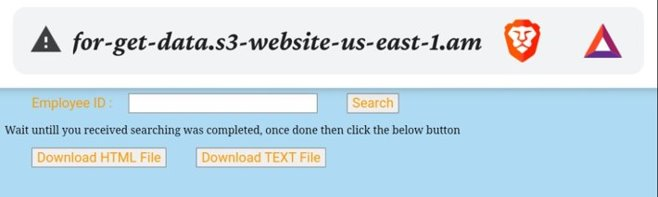 for-get-data.s3-website-us-east-1.am
Employee ID : Search
Wait untill you received searching was completed, once done then click the below button
Download HTML File Download TEXT File